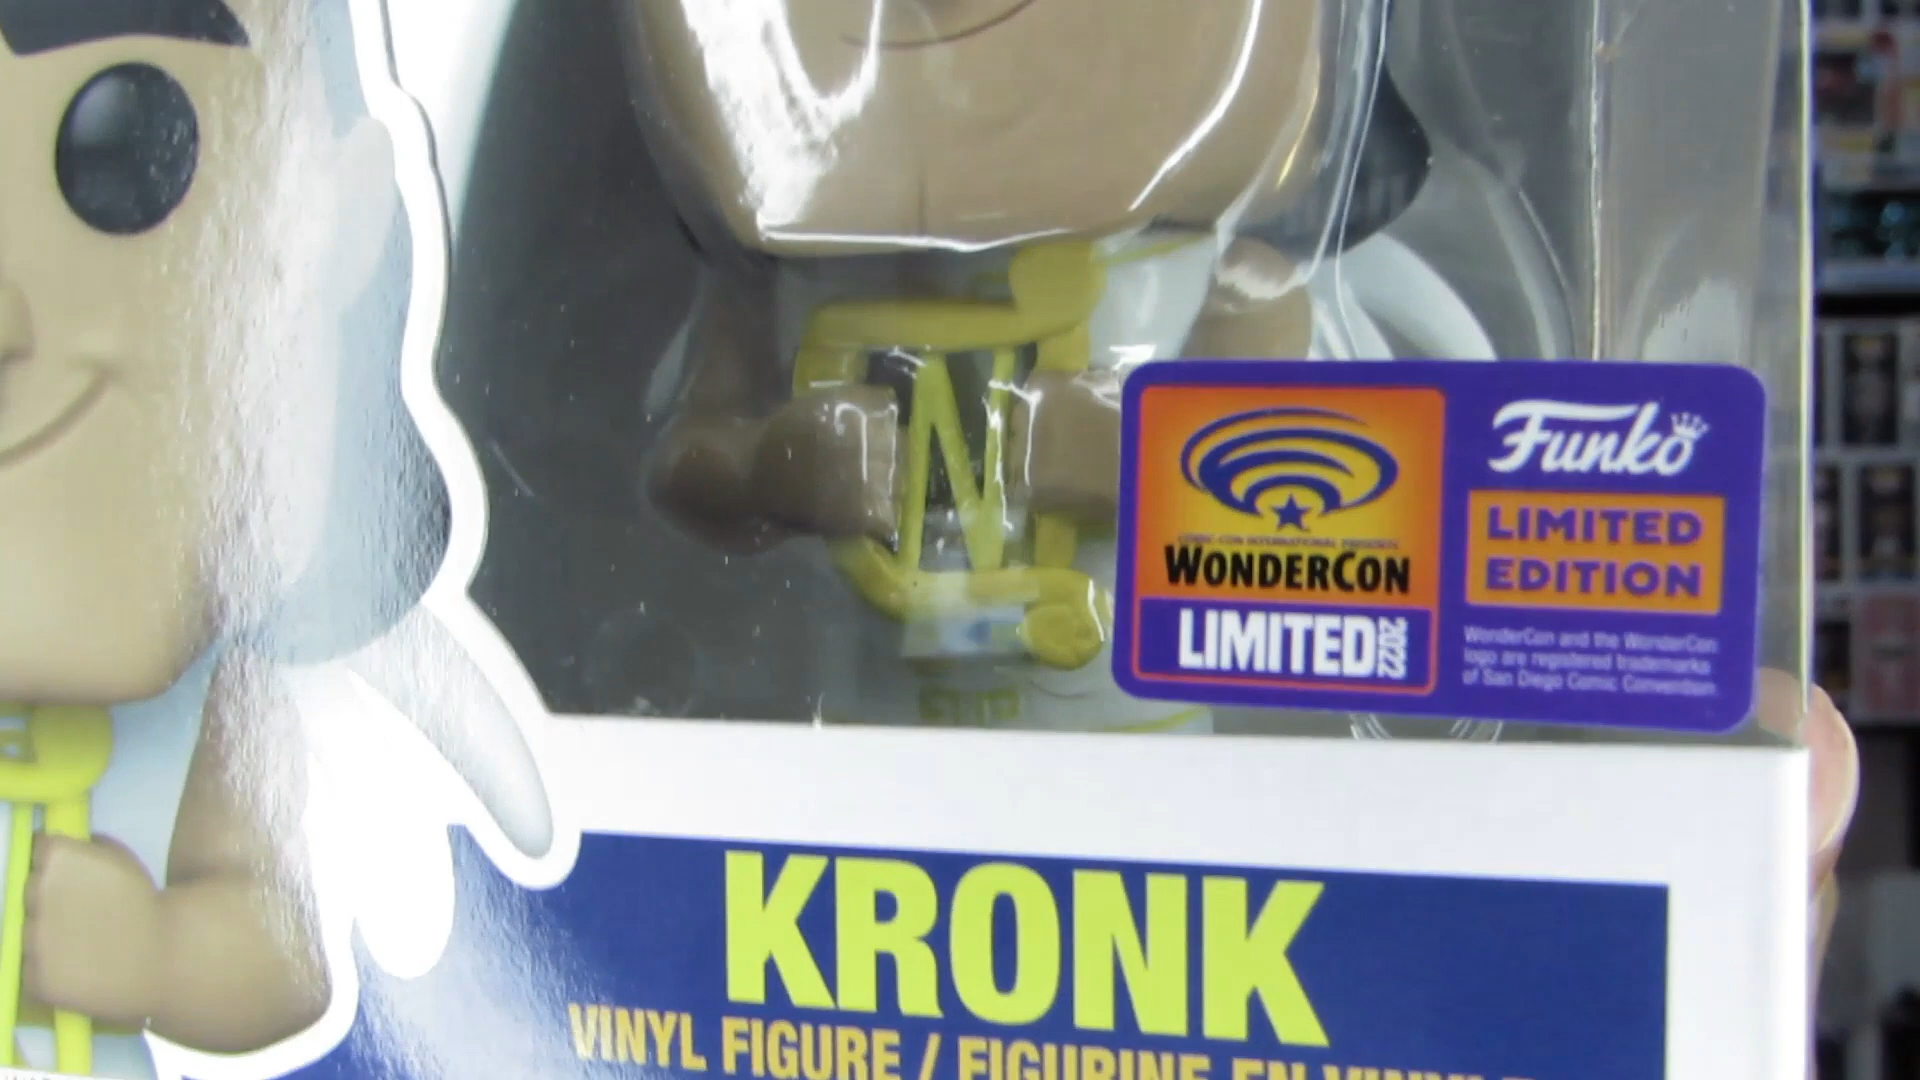 Funko
LIMITED
EDITION
COMIC-CON INTERNATIONAL PRESENTS
WONDERCON
LIMITED 2022
WonderCon and the WonderCon
logo are registered trademarks
of San Diego Comic Convention
KRONK
VINYL FIGURE / FIGURINE EN VINYLE